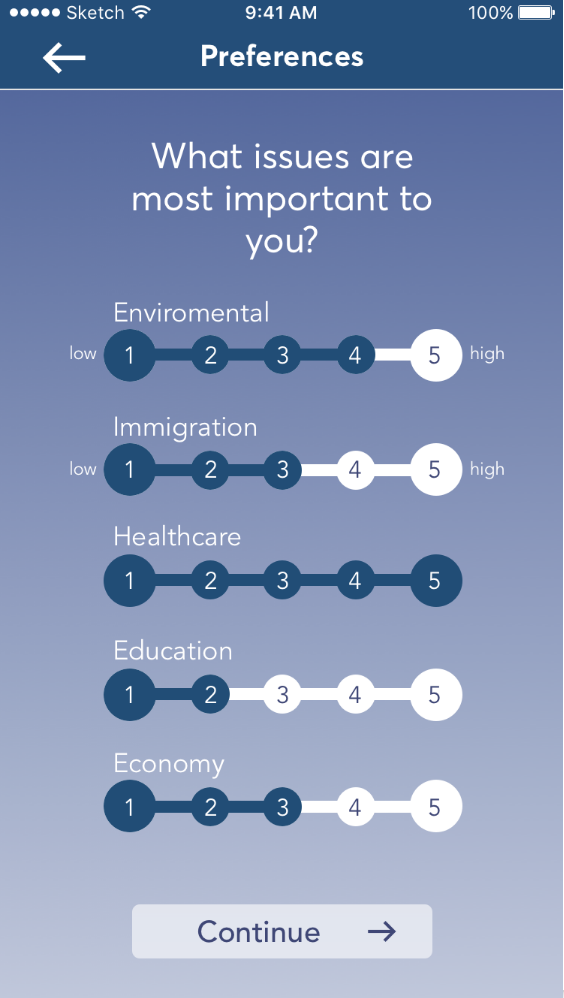 Sketch 9:41 AM 100%
Preferences
What issues are
most important to
you?
Enviromental
low 1 2 3 4 5 high
Immigration
low 1 2 3 4 5 high
Healthcare
1 2 3 4 5
Education
1 2 3 4 5
Economy
1 2 3 4 5
Continue